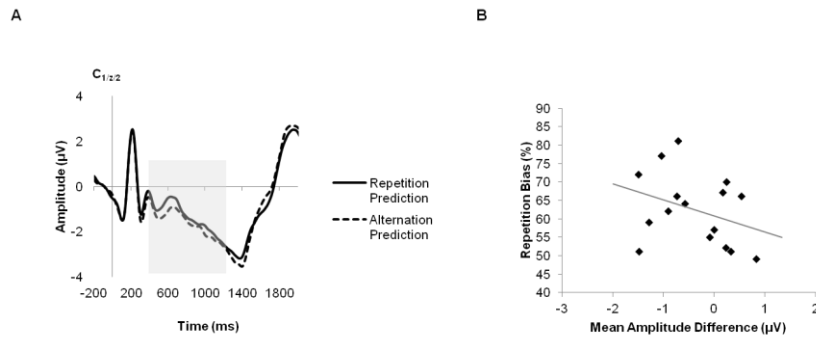 A
C1/z/2
4
2
0
-2
-4
Amplitude (µV)
-200 200 600 1000 1400 1800
Time (ms)
Repetition
Prediction
Alternation
Prediction
B
90
85
80
75
70
65
60
55
50
45
40
Repetition Bias (%)
-3 -2 -1 0 1 2
Mean Amplitude Difference (µV)